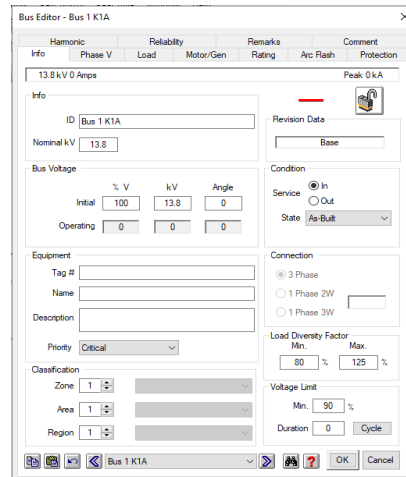 Bus Editor - Bus 1 K1A
Harmonic Reliability Remarks Comment
Info Phase V Load Motor/Gen Rating Arc Flash Protection
13.8 kV 0 Amps Peak 0 kA
Info
ID Bus 1 K1A
Nominal kV 13.8
Revision Data
Base
Bus Voltage
% V kV Angle
Initial 100 13.8 0
Operating 0 0 0
Condition
Service In
Out
State As-Built
Equipment
Tag #
Name
Description
Priority Critical
Connection
3 Phase
1 Phase 2W
1 Phase 3W
Load Diversity Factor
Min. Max.
80 % 125 %
Classification
Zone 1
Area 1
Region 1
Voltage Limit
Min. 90 %
Duration 0 Cycle
Bus 1 K1A ? OK Cancel